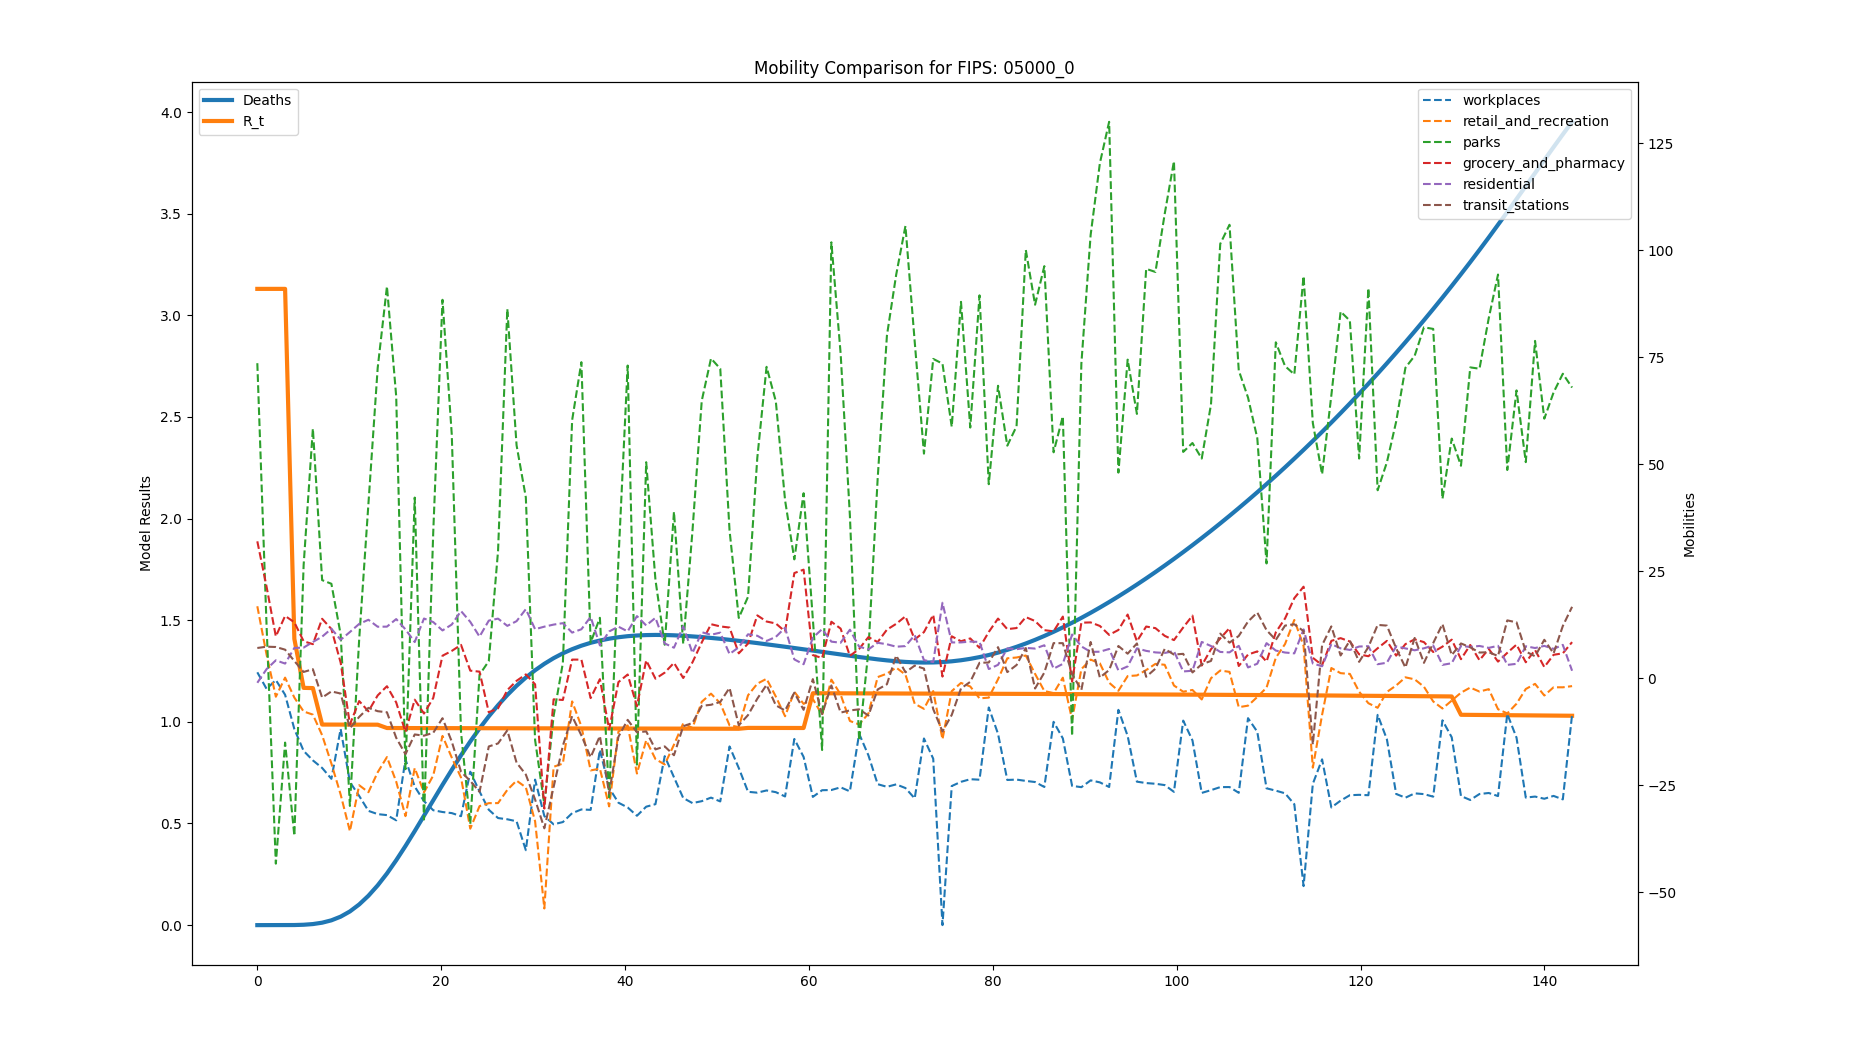 Mobility Comparison for FIPS: 05000_0
Deaths
R_t
workplaces
retail_and_recreation
parks
grocery_and_pharmacy
residential
transit_stations
Model Results
4.0
3.5
3.0
2.5
2.0
1.5
1.0
0.5
0.0
Mobilities
125
100
75
50
25
0
−25
−50
0
20
40
60
80
100
120
140